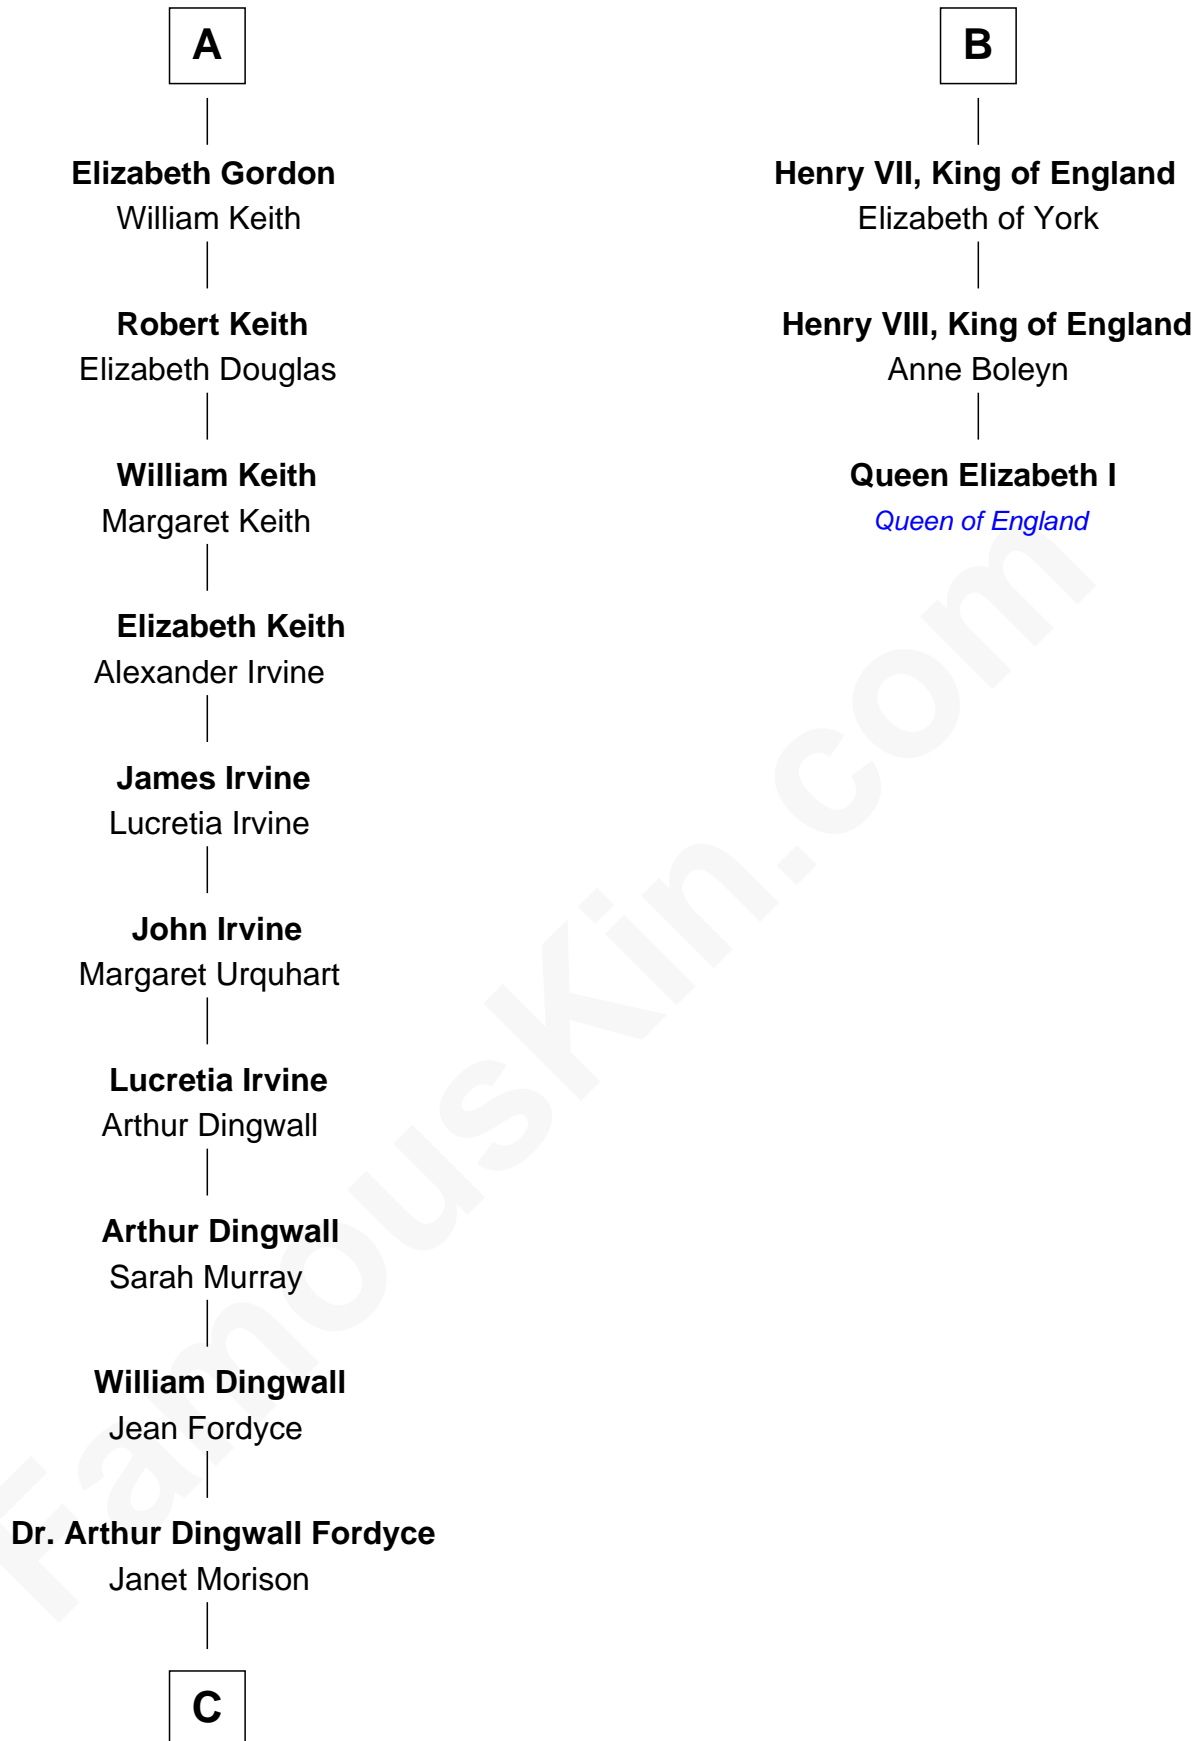 A
Elizabeth Gordon
William Keith
Robert Keith
Elizabeth Douglas
William Keith
Margaret Keith
Elizabeth Keith
Alexander Irvine
James Irvine
Lucretia Irvine
John Irvine
Margaret Urquhart
Lucretia Irvine
Arthur Dingwall
Arthur Dingwall
Sarah Murray
William Dingwall
Jean Fordyce
Dr. Arthur Dingwall Fordyce
Janet Morison
C
B
Henry VII, King of England
Elizabeth of York
Henry VIII, King of England
Anne Boleyn
Queen Elizabeth I
Queen of England
FamousKin.com